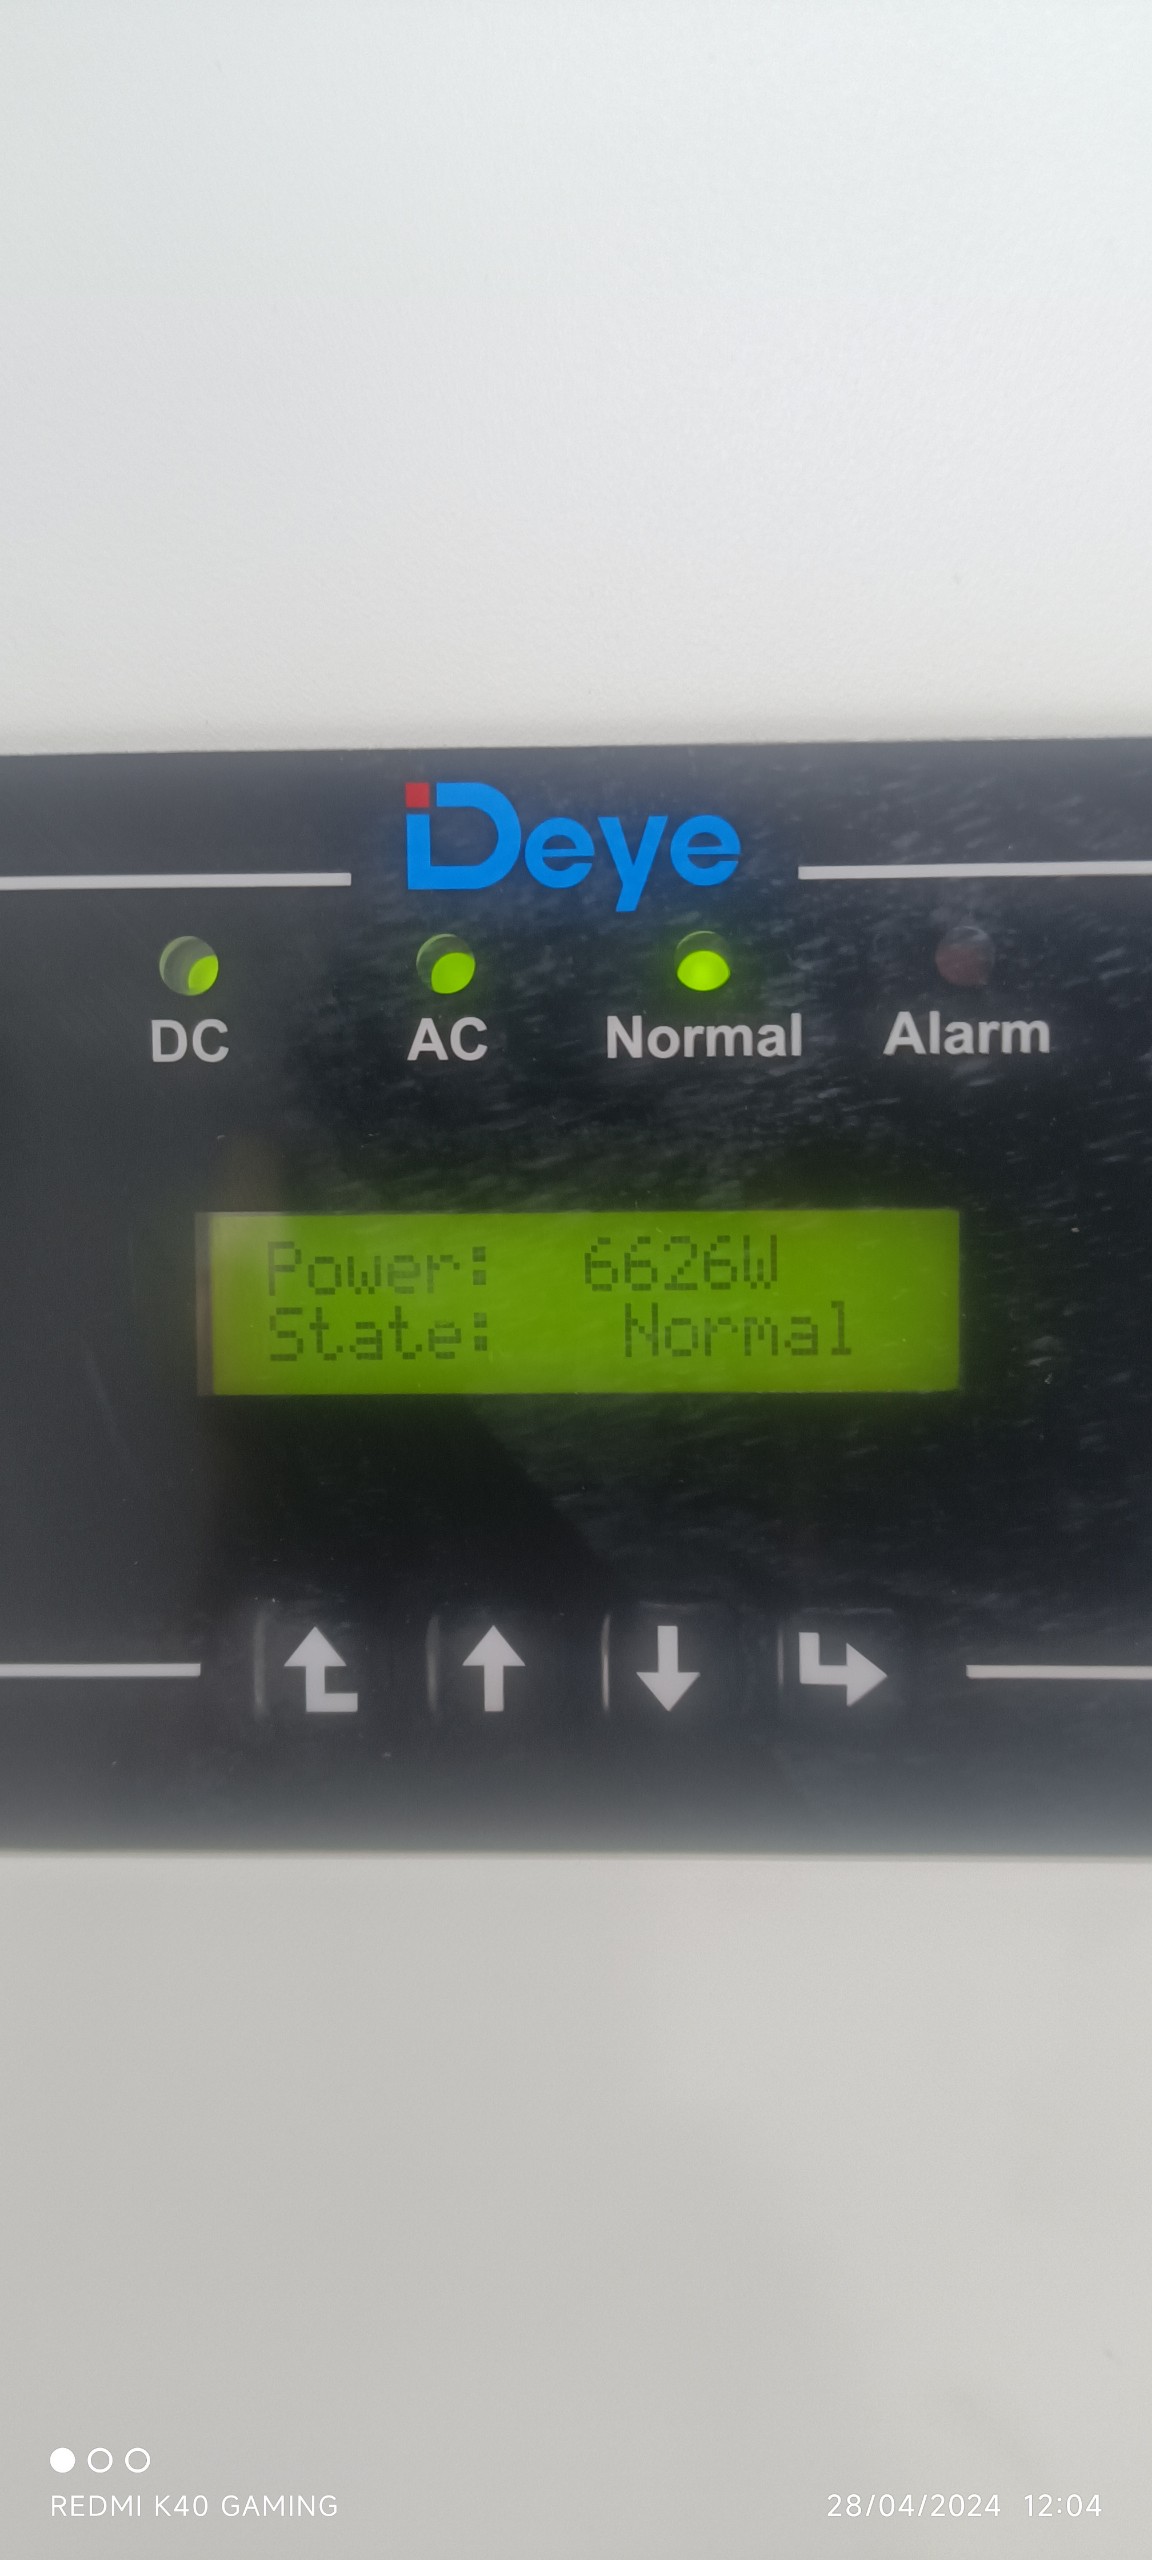 Deye
DC AC Normal Alarm
Power: 6626W
State: Normal
REDMI K40 GAMING 28/04/2024 12:04